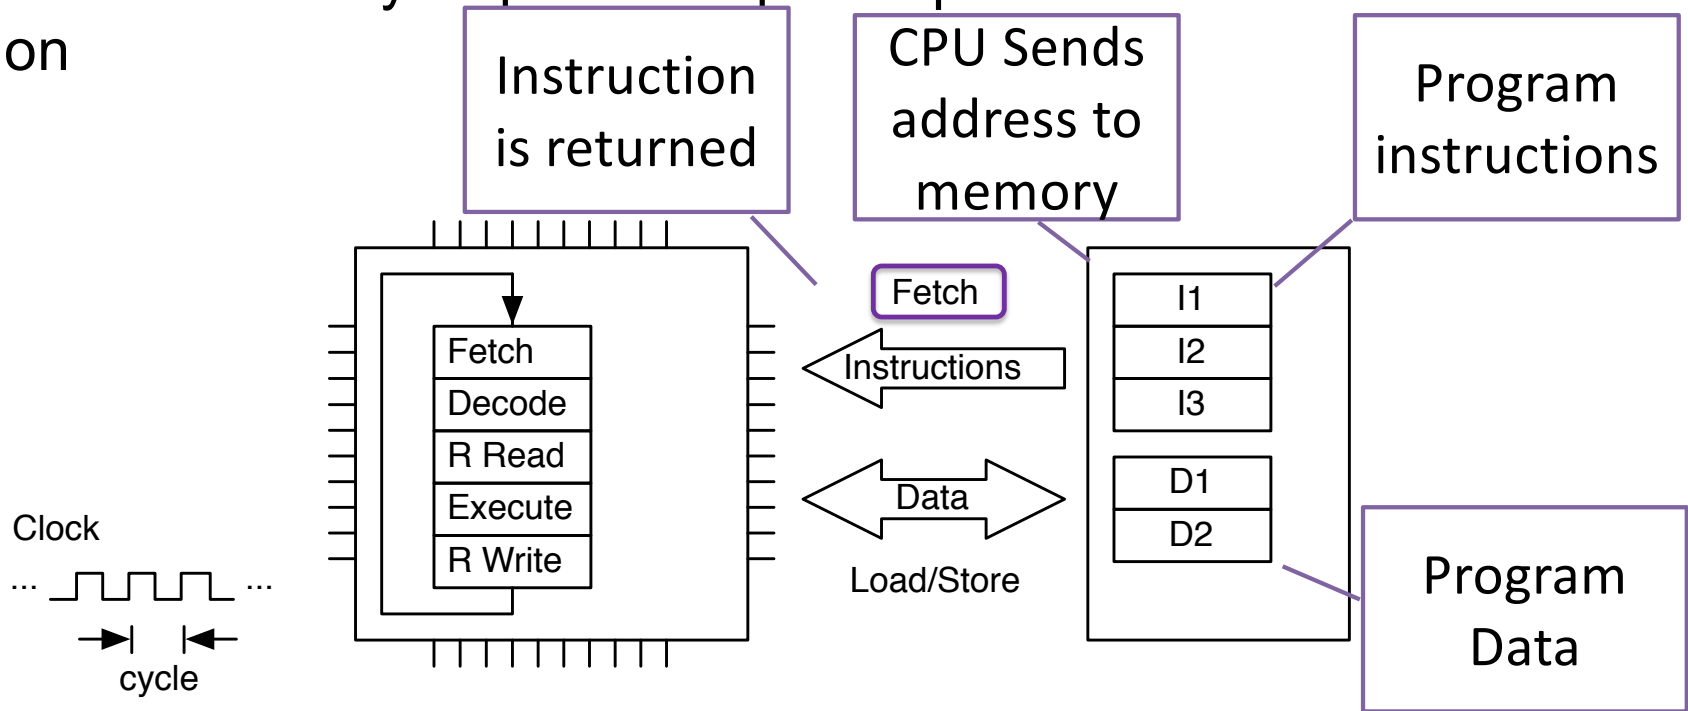 on
Instruction
is returned
CPU Sends
address to
memory
Program
instructions
Fetch
Instructions
I1
I2
I3
Fetch
Decode
R Read
Execute
R Write
Data
Load/Store
D1
D2
Clock
... ...
cycle
Program
Data